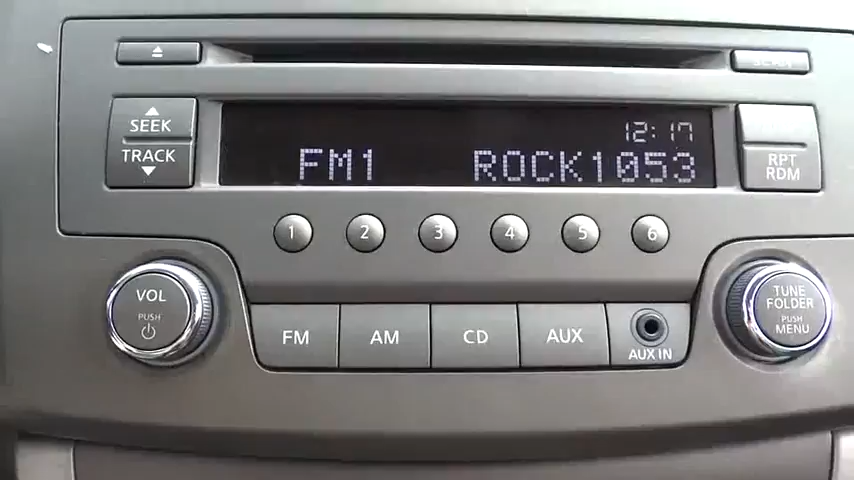 SCAN
SEEK
TRACK
12:17
FM1 ROCK1053
RPT
RDM
1 2 3 4 5 6
VOL
PUSH
TUNE
FOLDER
PUSH
MENU
FM AM CD AUX
AUX IN